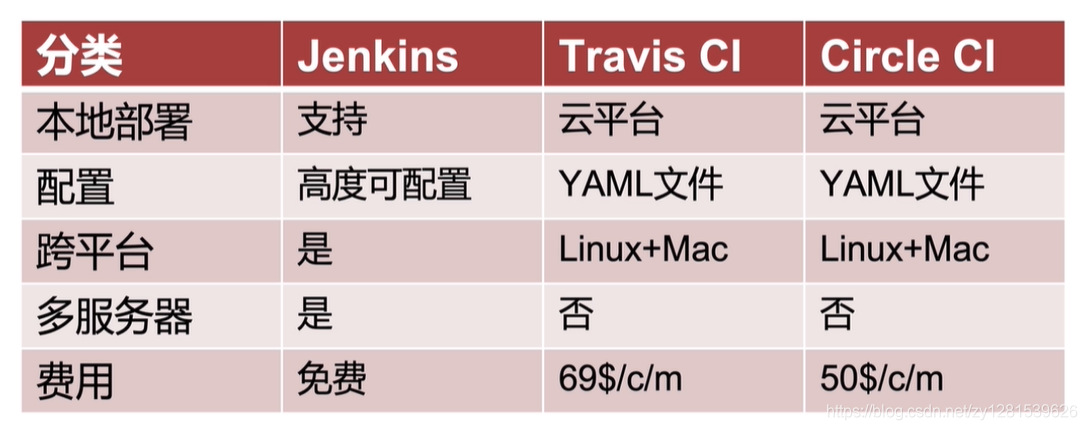 分类 Jenkins Travis CI Circle CI
本地部署 支持 云平台 云平台
配置 高度可配置 YAML文件 YAML文件
跨平台 是 Linux+Mac Linux+Mac
多服务器 是 否 否
费用 免费 69$/c/m 50$/c/m
https://blog.csdn.net/zy1281539626